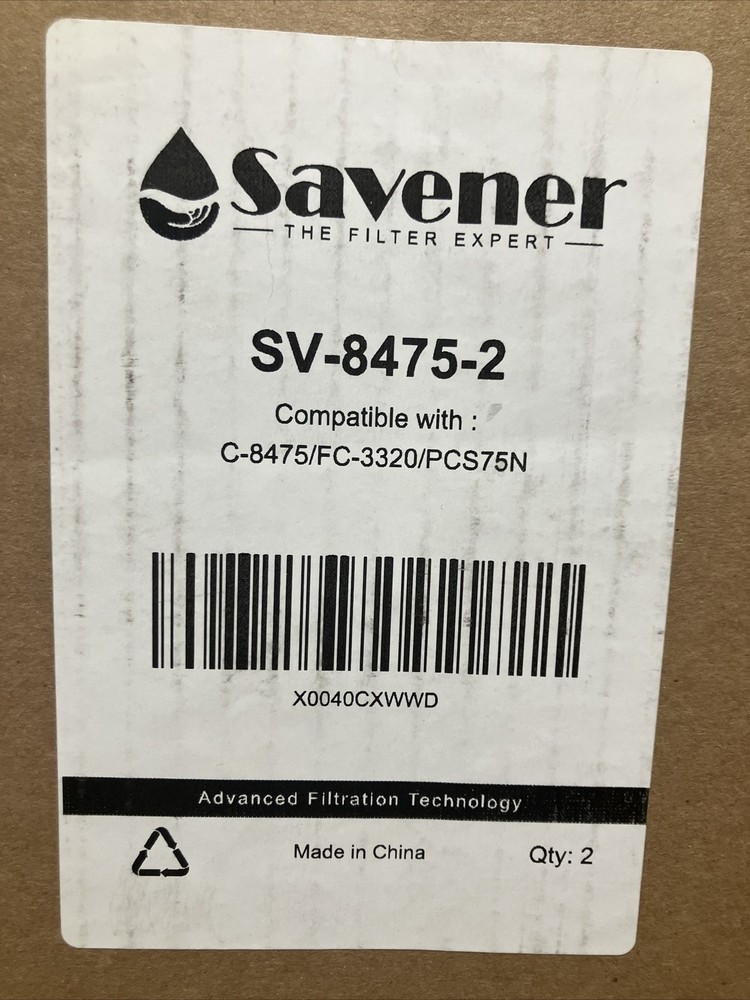 Savener
THE FILTER EXPERT
SV-8475-2
Compatible with :
C-8475/FC-3320/PCS75N
X0040CXWWD
Advanced Filtration Technology
Made in China
Qty: 2